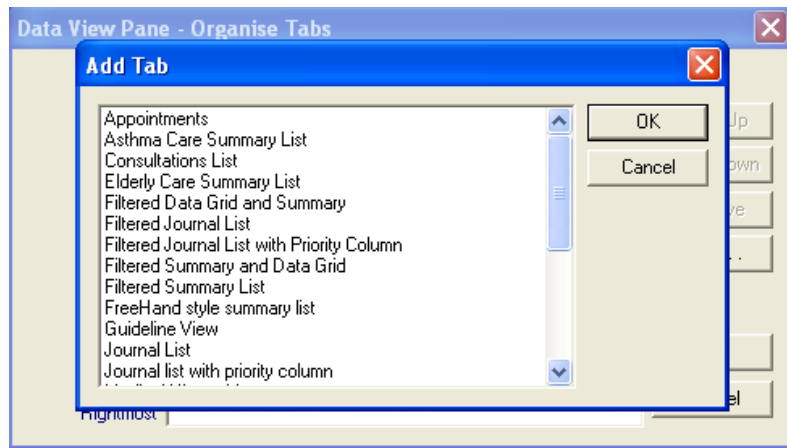 Data View Pane - Organise Tabs
Add Tab
Appointments
Asthma Care Summary List
Consultations List
Elderly Care Summary List
Filtered Data Grid and Summary
Filtered Journal List
Filtered Journal List with Priority Column
Filtered Summary and Data Grid
Filtered Summary List
FreeHand style summary list
Guideline View
Journal List
Journal list with priority column
OK
Cancel
Up
own
ve
. .
el
Rightmost